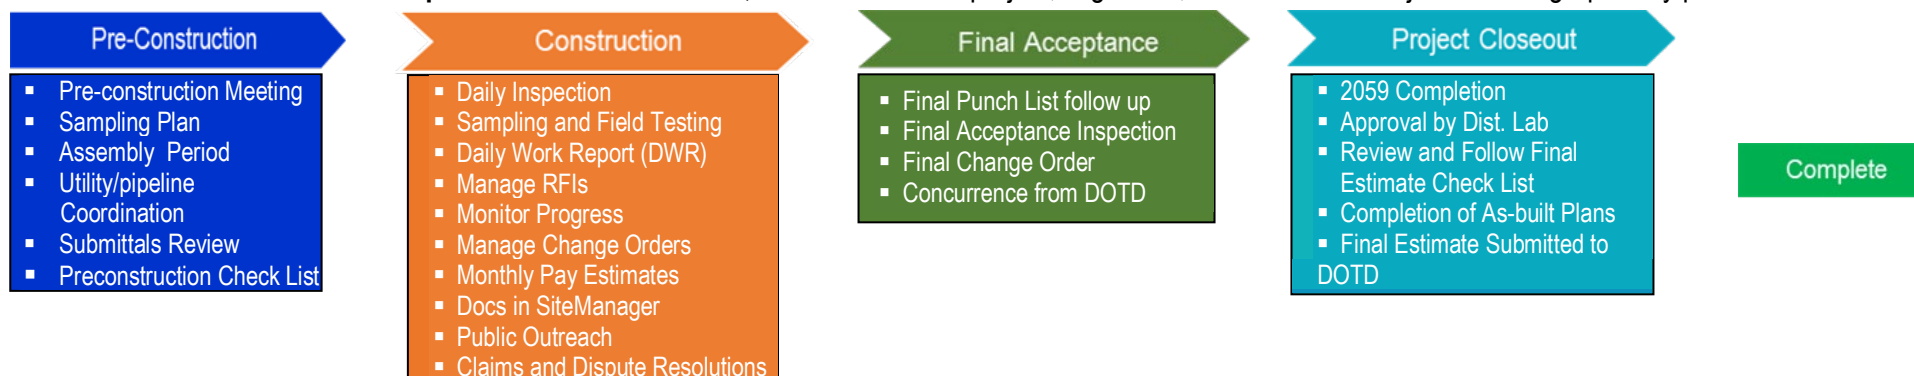 Pre-Construction
▪ Pre-construction Meeting
▪ Sampling Plan
▪ Assembly Period
▪ Utility/pipeline
Coordination
▪ Submittals Review
▪ Preconstruction Check List
Construction
▪ Daily Inspection
▪ Sampling and Field Testing
▪ Daily Work Report (DWR)
▪ Manage RFIs
▪ Monitor Progress
▪ Manage Change Orders
▪ Monthly Pay Estimates
▪ Docs in SiteManager
▪ Public Outreach
▪ Claims and Dispute Resolutions
Final Acceptance
▪ Final Punch List follow up
▪ Final Acceptance Inspection
▪ Final Change Order
▪ Concurrence from DOTD
Project Closeout
▪ 2059 Completion
▪ Approval by Dist. Lab
▪ Review and Follow Final
Estimate Check List
▪ Completion of As-built Plans
▪ Final Estimate Submitted to
DOTD
Complete